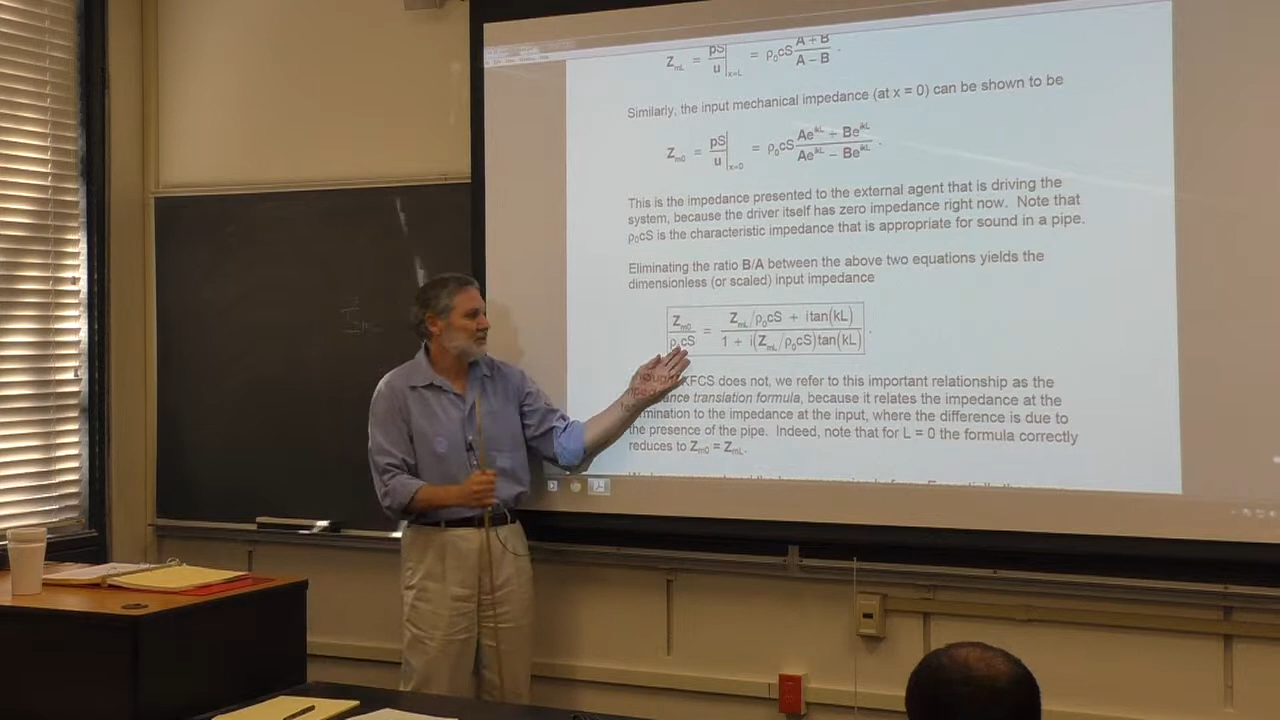 Z_mL = pS/u |x=L = ρ₀cS (A + B)/(A − B) .
Similarly, the input mechanical impedance (at x = 0) can be shown to be
Z_m0 = pS/u |x=0 = ρ₀cS (Ae^ikL + Be^ikL)/(Ae^ikL − Be^ikL) .
This is the impedance presented to the external agent that is driving the
system, because the driver itself has zero impedance right now. Note that
ρ₀cS is the characteristic impedance that is appropriate for sound in a pipe.
Eliminating the ratio B/A between the above two equations yields the
dimensionless (or scaled) input impedance
Z_m0/ρ₀cS = (Z_mL/ρ₀cS + itan(kL))/(1 + i(Z_mL/ρ₀cS)tan(kL)) .
KFCS does not, we refer to this important relationship as the
translation formula, because it relates the impedance at the
mination to the impedance at the input, where the difference is due to
the presence of the pipe. Indeed, note that for L = 0 the formula correctly
reduces to Z_m0 = Z_mL.